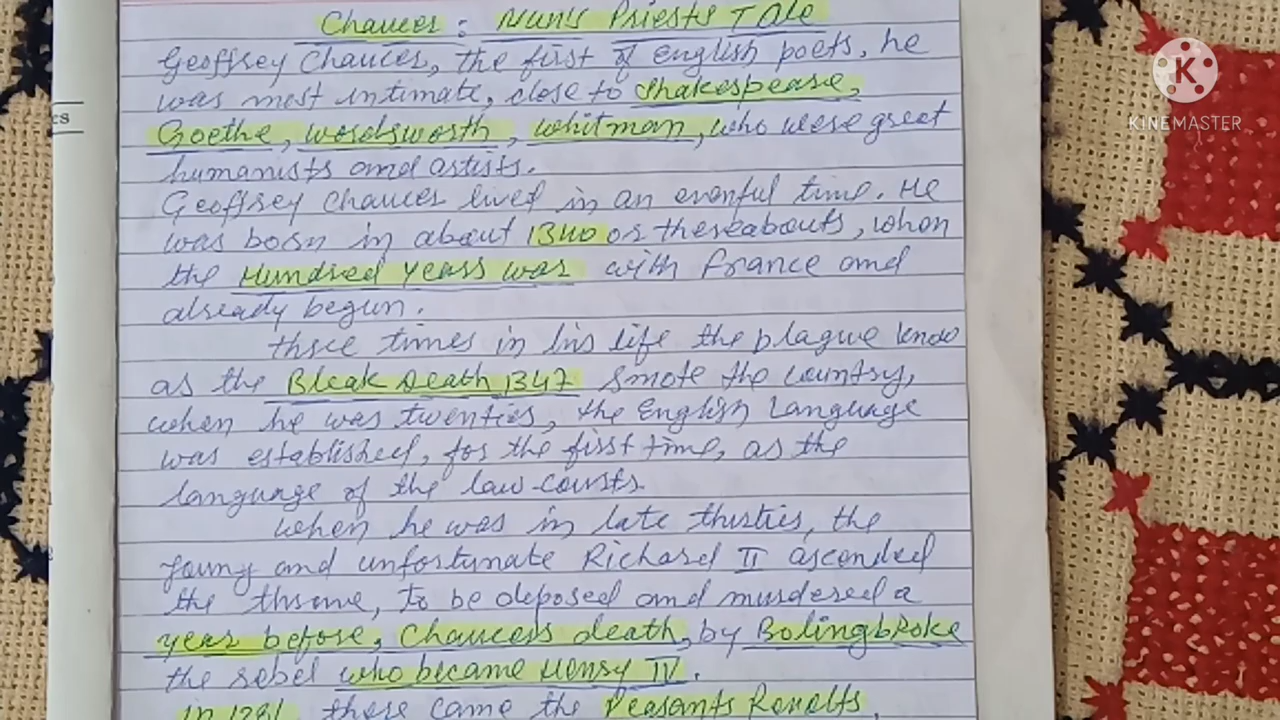 Chaucer : Nun's Priest's Tale
Geoffrey Chaucer, the first of english poets, he
was most intimate, close to Shakespeare,
Goethe, wordsworth, whitman, who were great
humanists and artists.
Geoffrey Chaucer lived in an evenful time. He
was born in about 1340 or thereabouts, when
the Hundred years war with france and
already begun.
three times in his life the plague know
as the Bleak Death, 1347 smote the country,
when he was twenties, the English Language
was established, for the first time, as the
language of the law-courts.
when he was in late thirties, the
young and unfortunate Richard II ascended
the throne, to be deposed and murdered a
year before, Chaucer's death, by Bolingbroke
the rebel who became Henry IV.
in 1381, there came the Peasants Revolts,
es
K
KINEMASTER